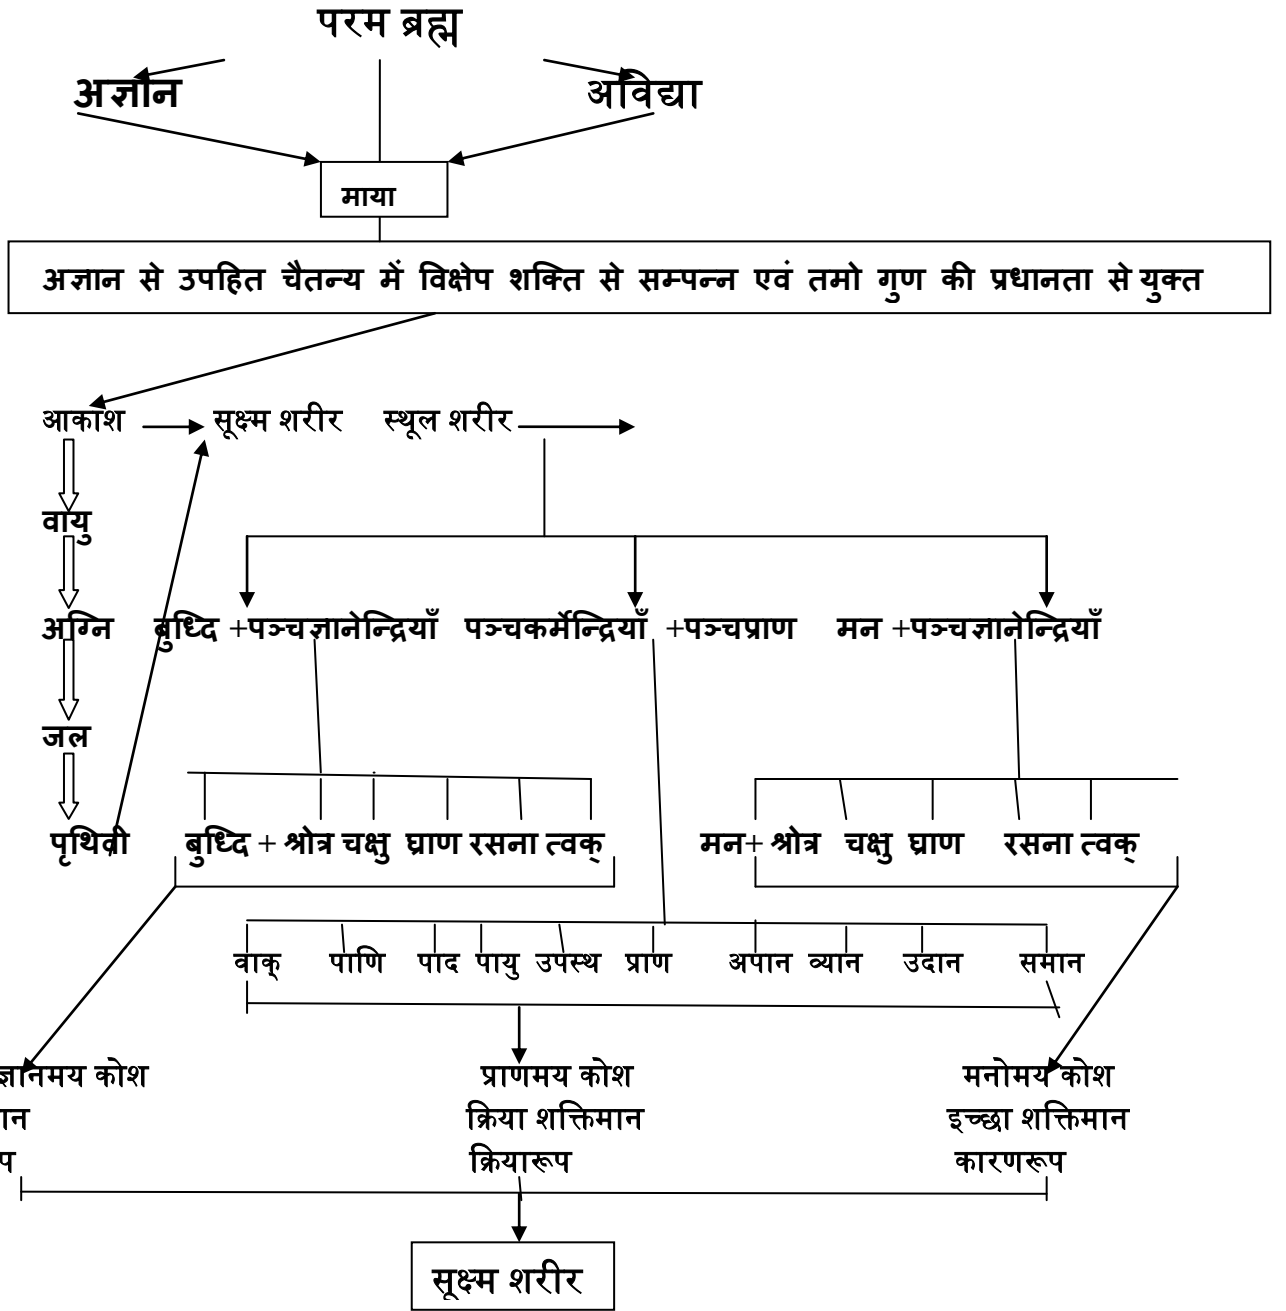 परम ब्रह्म
अज्ञान अविद्या
माया
अज्ञान से उपहित चैतन्य में विक्षेप शक्ति से सम्पन्न एवं तमो गुण की प्रधानता से युक्त
आकाश सूक्ष्म शरीर स्थूल शरीर
वायु
अग्नि बुध्दि +पञ्चज्ञानेन्द्रियाँ पञ्चकर्मेन्द्रियाँ +पञ्चप्राण मन +पञ्चज्ञानेन्द्रियाँ
जल
पृथिवी बुध्दि + श्रोत्र चक्षु घ्राण रसना त्वक् मन+ श्रोत्र चक्षु घ्राण रसना त्वक्
वाक् पाणि पाद पायु उपस्थ प्राण अपान व्यान उदान समान
ज्ञानमय कोश प्राणमय कोश मनोमय कोश
ान क्रिया शक्तिमान इच्छा शक्तिमान
प क्रियारूप कारणरूप
सूक्ष्म शरीर